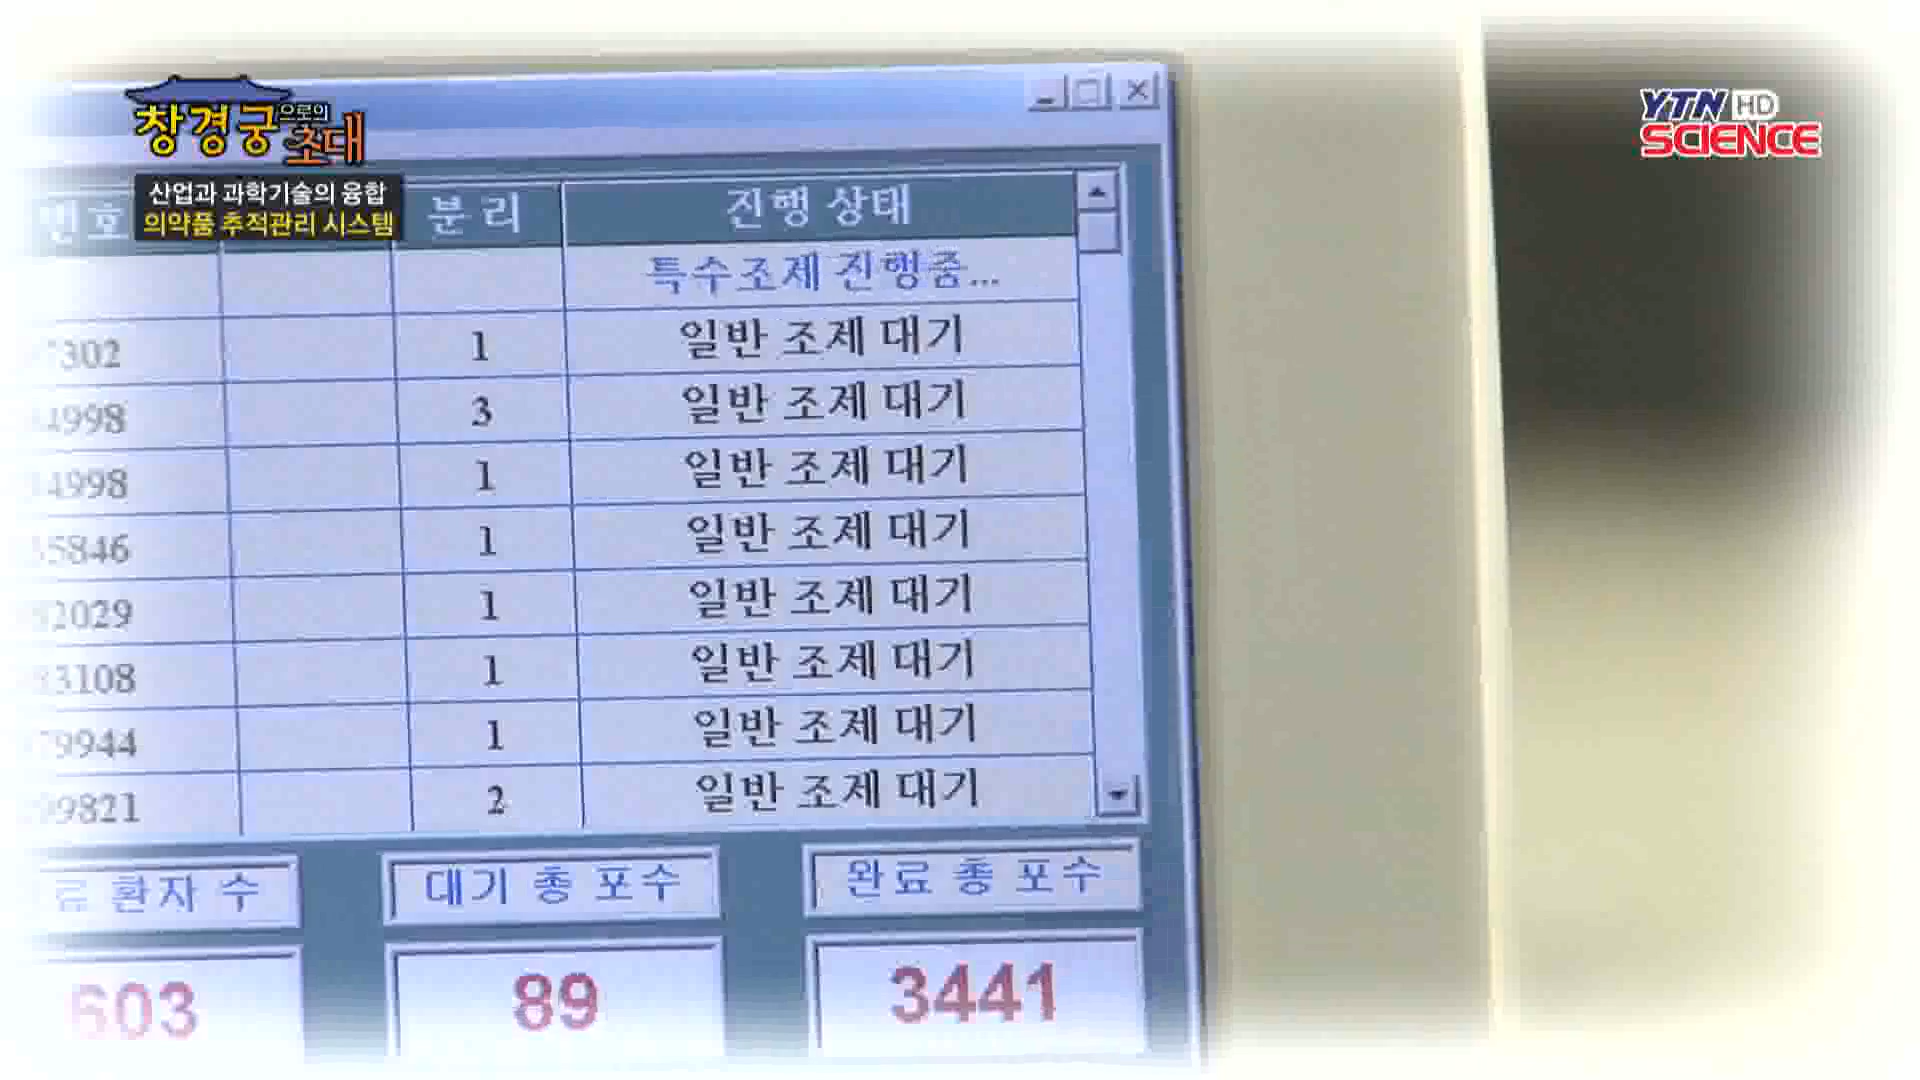 창경궁으로의 초대
산업과 과학기술의 융합
의약품 추적관리 시스템
YTN HD
SCIENCE
번호 분리 진행 상태
특수조제 진행중...
7302 1 일반 조제 대기
4998 3 일반 조제 대기
4998 1 일반 조제 대기
5846 1 일반 조제 대기
2029 1 일반 조제 대기
3108 1 일반 조제 대기
79944 1 일반 조제 대기
99821 2 일반 조제 대기
료 환자 수 대기 총 포수 완료 총 포수
603 89 3441